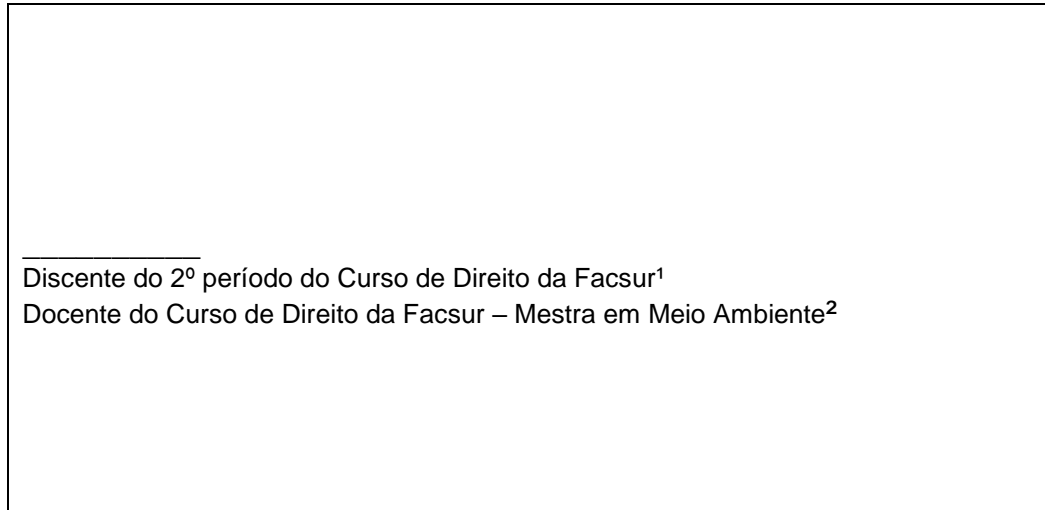 __________
Discente do 2º período do Curso de Direito da Facsur¹
Docente do Curso de Direito da Facsur – Mestra em Meio Ambiente²